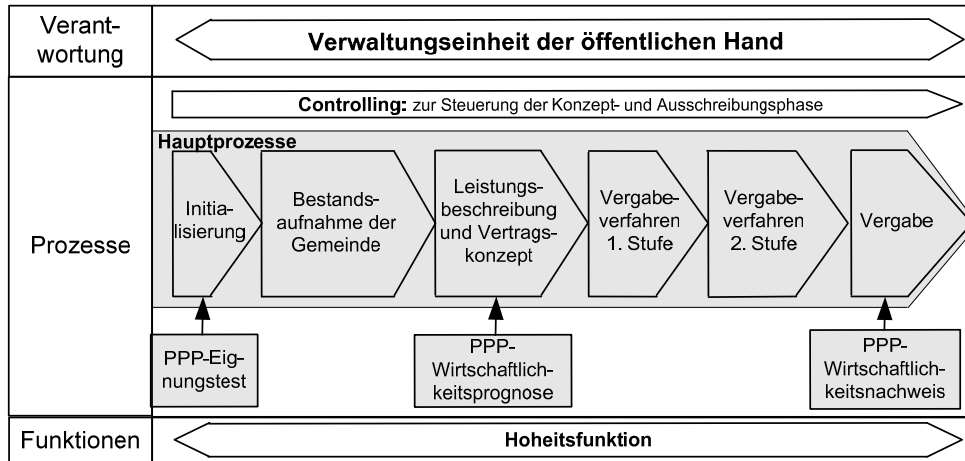 Verant-
wortung
Verwaltungseinheit der öffentlichen Hand
Prozesse
Controlling: zur Steuerung der Konzept- und Ausschreibungsphase
Hauptprozesse
Initia-
lisierung
Bestands-
aufnahme der
Gemeinde
Leistungs-
beschreibung
und Vertrags-
konzept
Vergabe-
verfahren
1. Stufe
Vergabe-
verfahren
2. Stufe
Vergabe
PPP-Eig-
nungstest
PPP-
Wirtschaftlich-
keitsprognose
PPP-
Wirtschaftlich-
keitsnachweis
Funktionen
Hoheitsfunktion